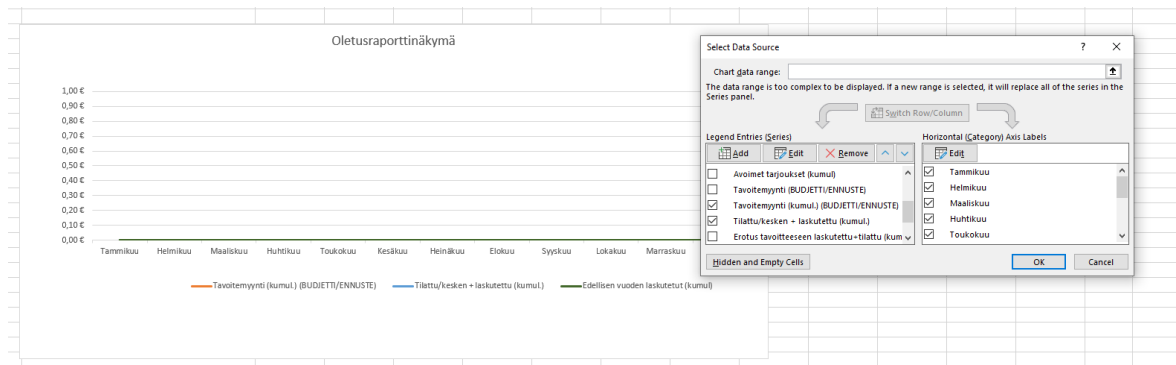 Oletusraporttinäkymä
1,00 €
0,90 €
0,80 €
0,70 €
0,60 €
0,50 €
0,40 €
0,30 €
0,20 €
0,10 €
0,00 €
Tammikuu Helmikuu Maaliskuu Huhtikuu Toukokuu Kesäkuu Heinäkuu Elokuu Syyskuu Lokakuu Marraskuu
Tavoitemyynti (kumul.) (BUDJETTI/ENNUSTE) Tilattu/kesken + laskutettu (kumul.) Edellisen vuoden laskutetut (kumul)
Select Data Source ?
Chart data range:
The data range is too complex to be displayed. If a new range is selected, it will replace all of the series in the
Series panel.
Switch Row/Column
Legend Entries (Series)
Add Edit Remove
Avoimet tarjoukset (kumul)
Tavoitemyynti (BUDJETTI/ENNUSTE)
Tavoitemyynti (kumul.) (BUDJETTI/ENNUSTE)
Tilattu/kesken + laskutettu (kumul.)
Erotus tavoitteeseen laskutettu+tilattu (kum
Horizontal (Category) Axis Labels
Edit
Tammikuu
Helmikuu
Maaliskuu
Huhtikuu
Toukokuu
Hidden and Empty Cells
OK Cancel